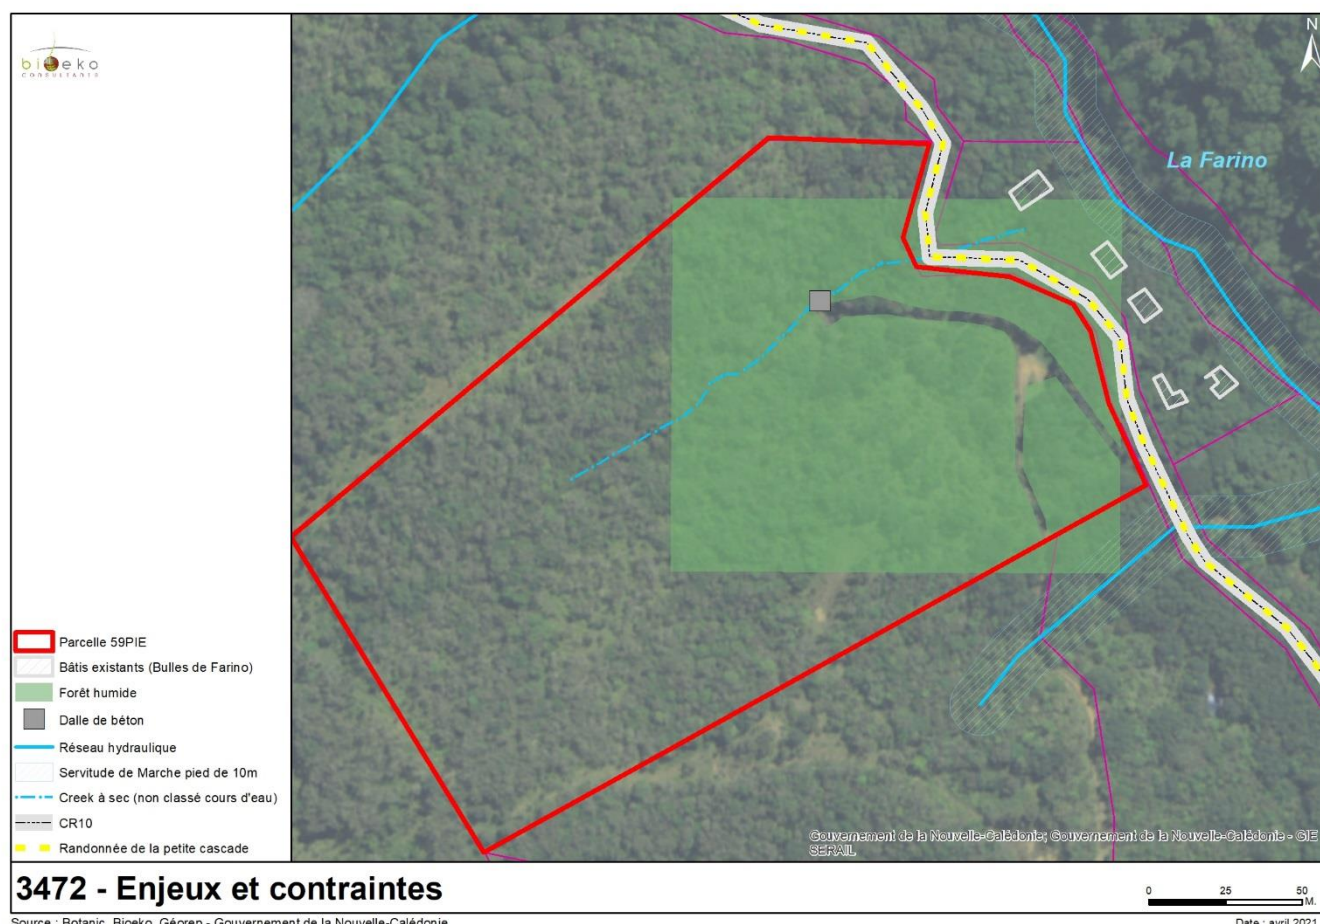 bioeko
CONSULTANTS
N
La Farino
Parcelle 59PIE
Bâtis existants (Bulles de Farino)
Forêt humide
Dalle de béton
Réseau hydraulique
Servitude de Marche pied de 10m
Creek à sec (non classé cours d'eau)
CR10
Randonnée de la petite cascade
Gouvernement de la Nouvelle-Calédonie; Gouvernement de la Nouvelle-Calédonie - GIE
SERAIL
3472 - Enjeux et contraintes
0 25 50
M.
Source : Botanic, Bioeko, Géorep - Gouvernement de la Nouvelle-Calédonie
Date : avril 2021